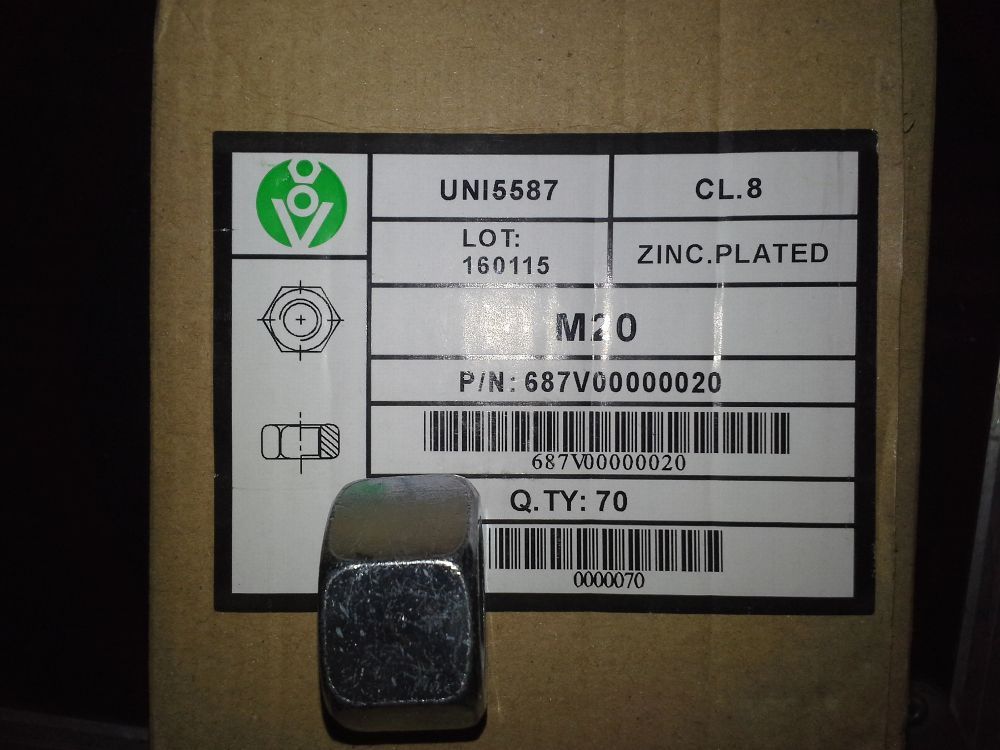 UNI5587
CL.8
LOT:
160115
ZINC.PLATED
M20
P/N: 687V00000020
687V00000020
Q.TY: 70
0000070